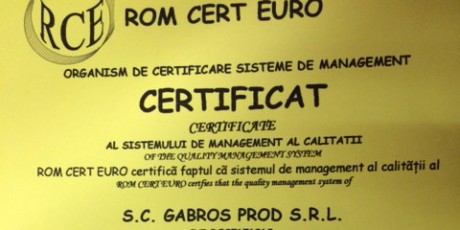 RCE
ROM CERT EURO
ORGANISM DE CERTIFICARE SISTEME DE MANAGEMENT
CERTIFICAT
CERTIFICATE
AL SISTEMULUI DE MANAGEMENT AL CALITATII
OF THE QUALITY MANAGEMENT SYSTEM
ROM CERT EURO certifică faptul că sistemul de management al calității al
ROM CERT EURO certfies that the quality management system of
S.C. GABROS PROD S.R.L.